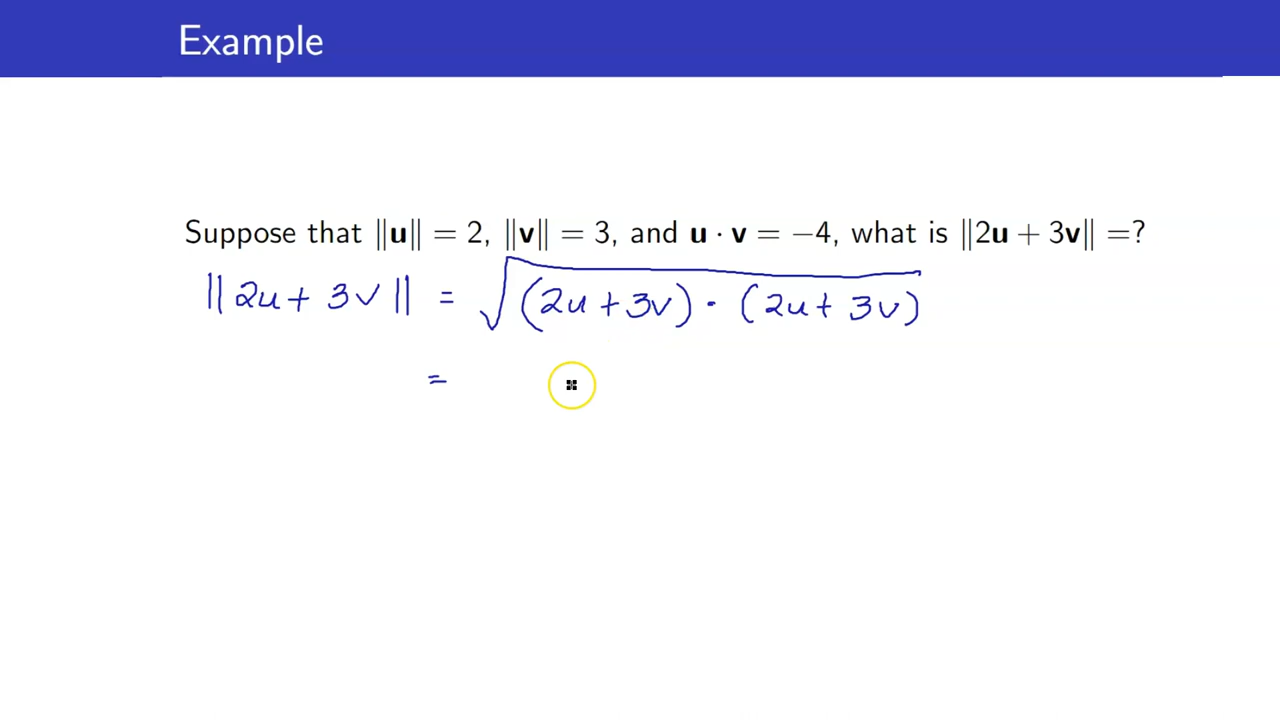 Example
Suppose that ‖u‖ = 2, ‖v‖ = 3, and u · v = −4, what is ‖2u + 3v‖ =?
‖2u + 3v‖ = √(2u + 3v) · (2u + 3v)
=